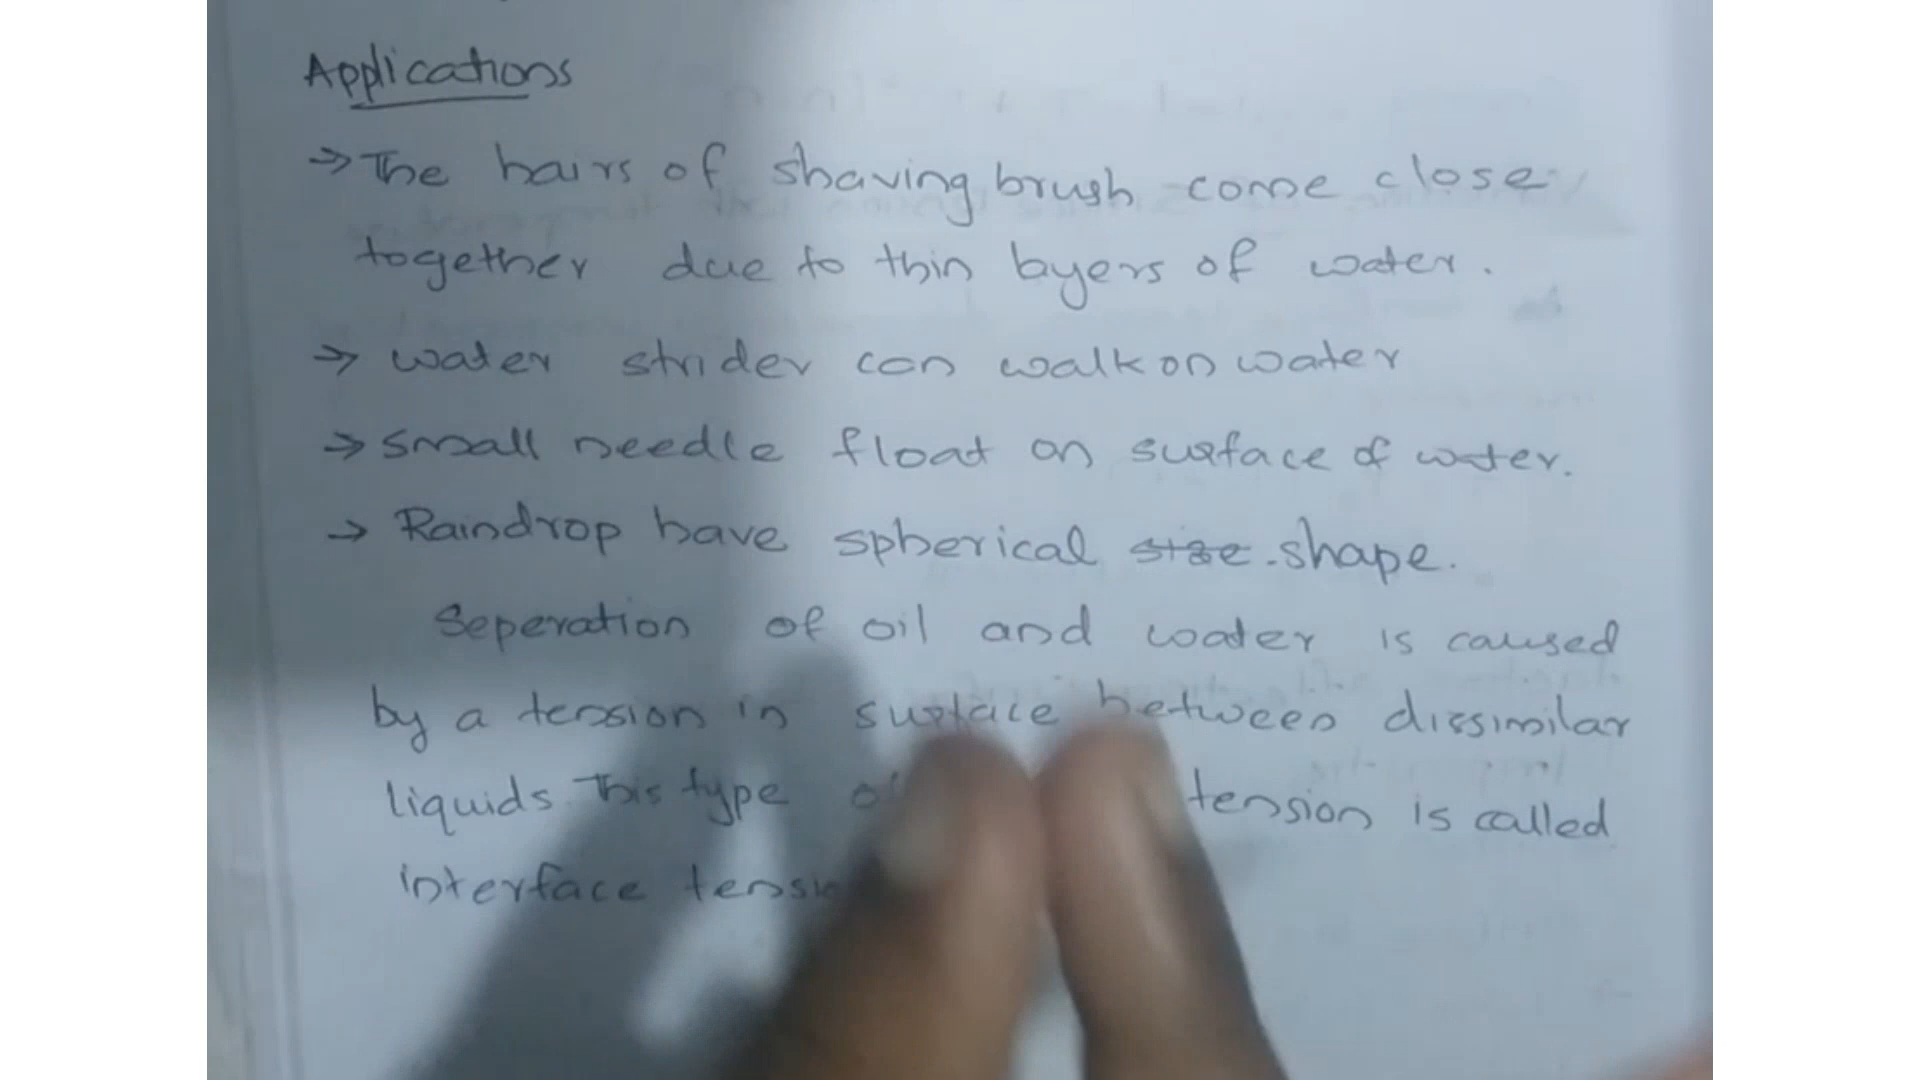 Applications
→ The hairs of shaving brush come close
together due to thin layers of water.
→ water strider can walk on water
→ small needle float on surface of water.
→ Raindrop have spherical size. shape.
Seperation of oil and water is caused
by a tension in surface between dissimilar
liquids. This type tension is called
interface